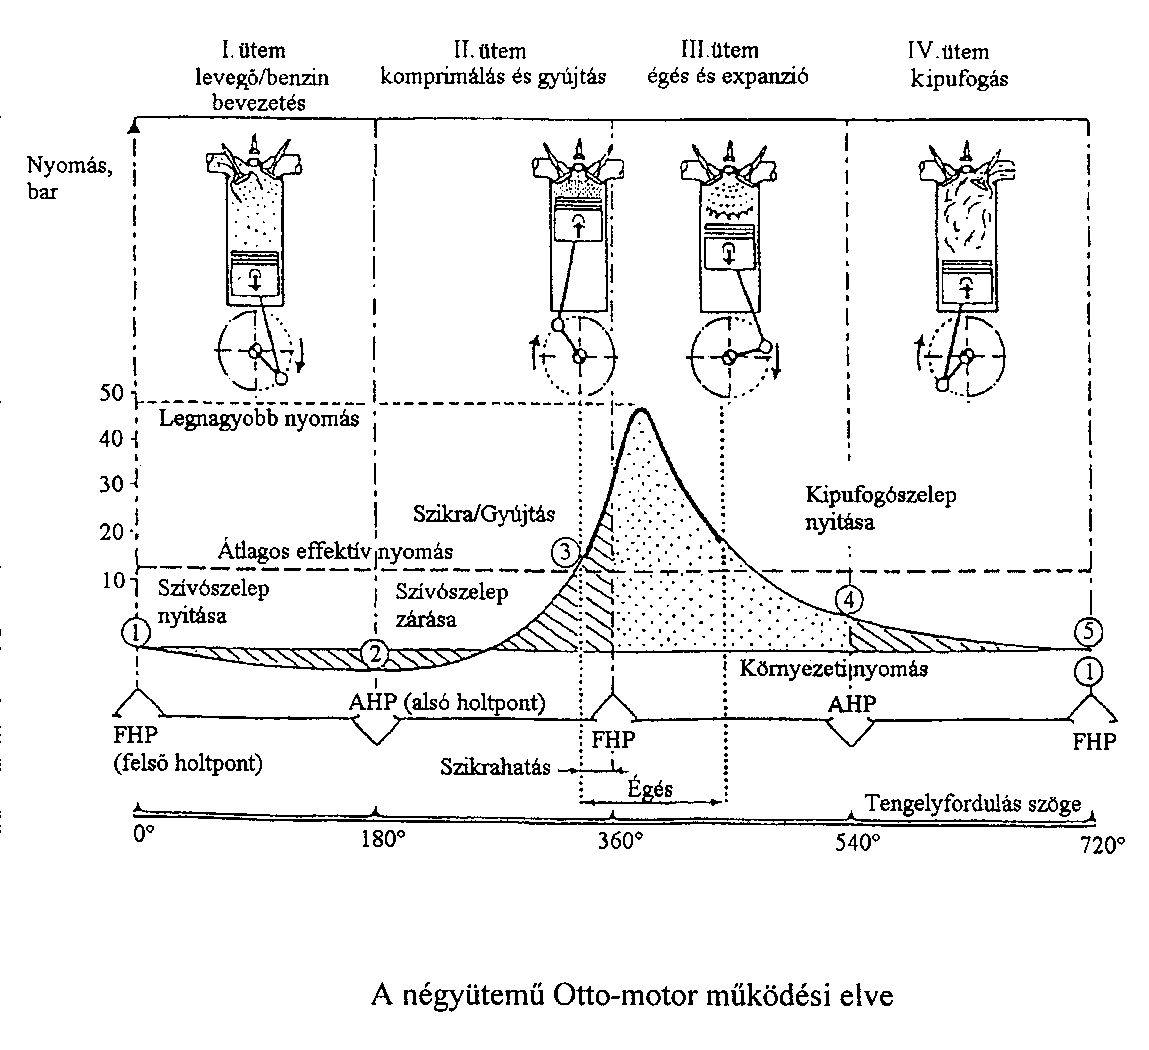 I. ütem
levegő/benzin
bevezetés
II. ütem
komprimálás és gyújtás
III. ütem
égés és expanzió
IV. ütem
kipufogás
Nyomás,
bar
50
40
30
20
10
Legnagyobb nyomás
Szikra/Gyújtás
Kipufogószelep
nyitása
Átlagos effektív nyomás
Szívószelep
nyitása
Szívószelep
zárása
1
2
3
4
5
1
Környezeti nyomás
AHP (alsó holtpont)
AHP
FHP
(felső holtpont)
FHP
FHP
Szikrahatás
Égés
Tengelyfordulás szöge
0°
180°
360°
540°
720°
A négyütemű Otto-motor működési elve